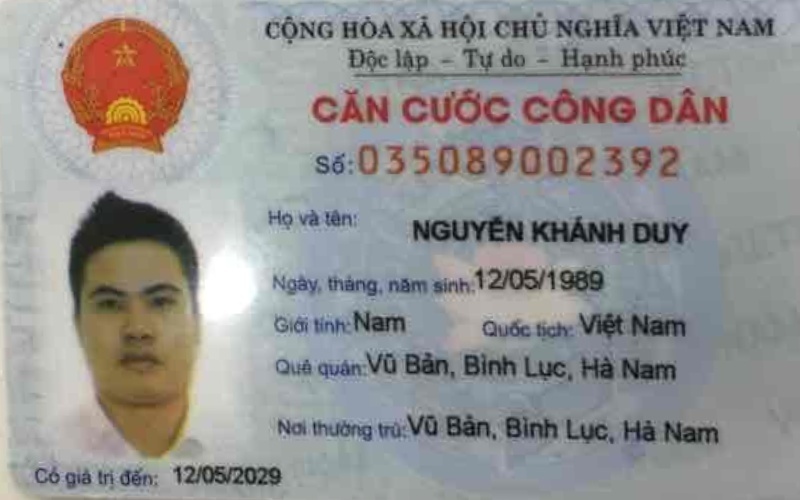 CỘNG HÒA XÃ HỘI CHỦ NGHĨA VIỆT NAM
Độc lập - Tự do - Hạnh phúc
CĂN CƯỚC CÔNG DÂN
Số: 035089002392
Họ và tên: NGUYỄN KHÁNH DUY
Ngày, tháng, năm sinh: 12/05/1989
Giới tính: Nam Quốc tịch: Việt Nam
Quê quán: Vũ Bản, Bình Lục, Hà Nam
Nơi thường trú: Vũ Bản, Bình Lục, Hà Nam
Có giá trị đến: 12/05/2029